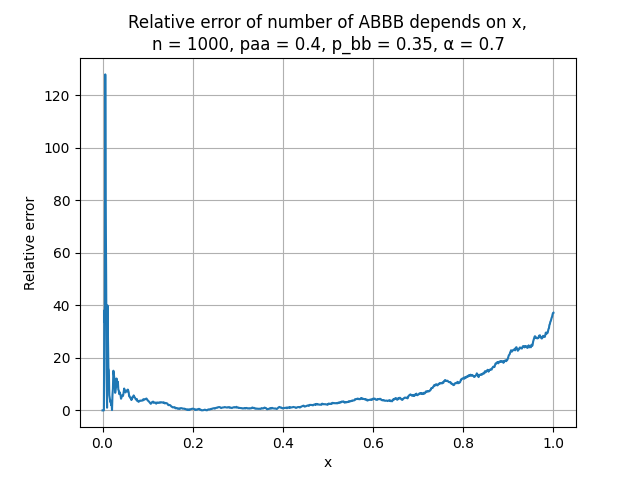 Relative error of number of ABBB depends on x,
n = 1000, paa = 0.4, p_bb = 0.35, α = 0.7
Relative error
120
100
80
60
40
20
0
0.0 0.2 0.4 0.6 0.8 1.0
x